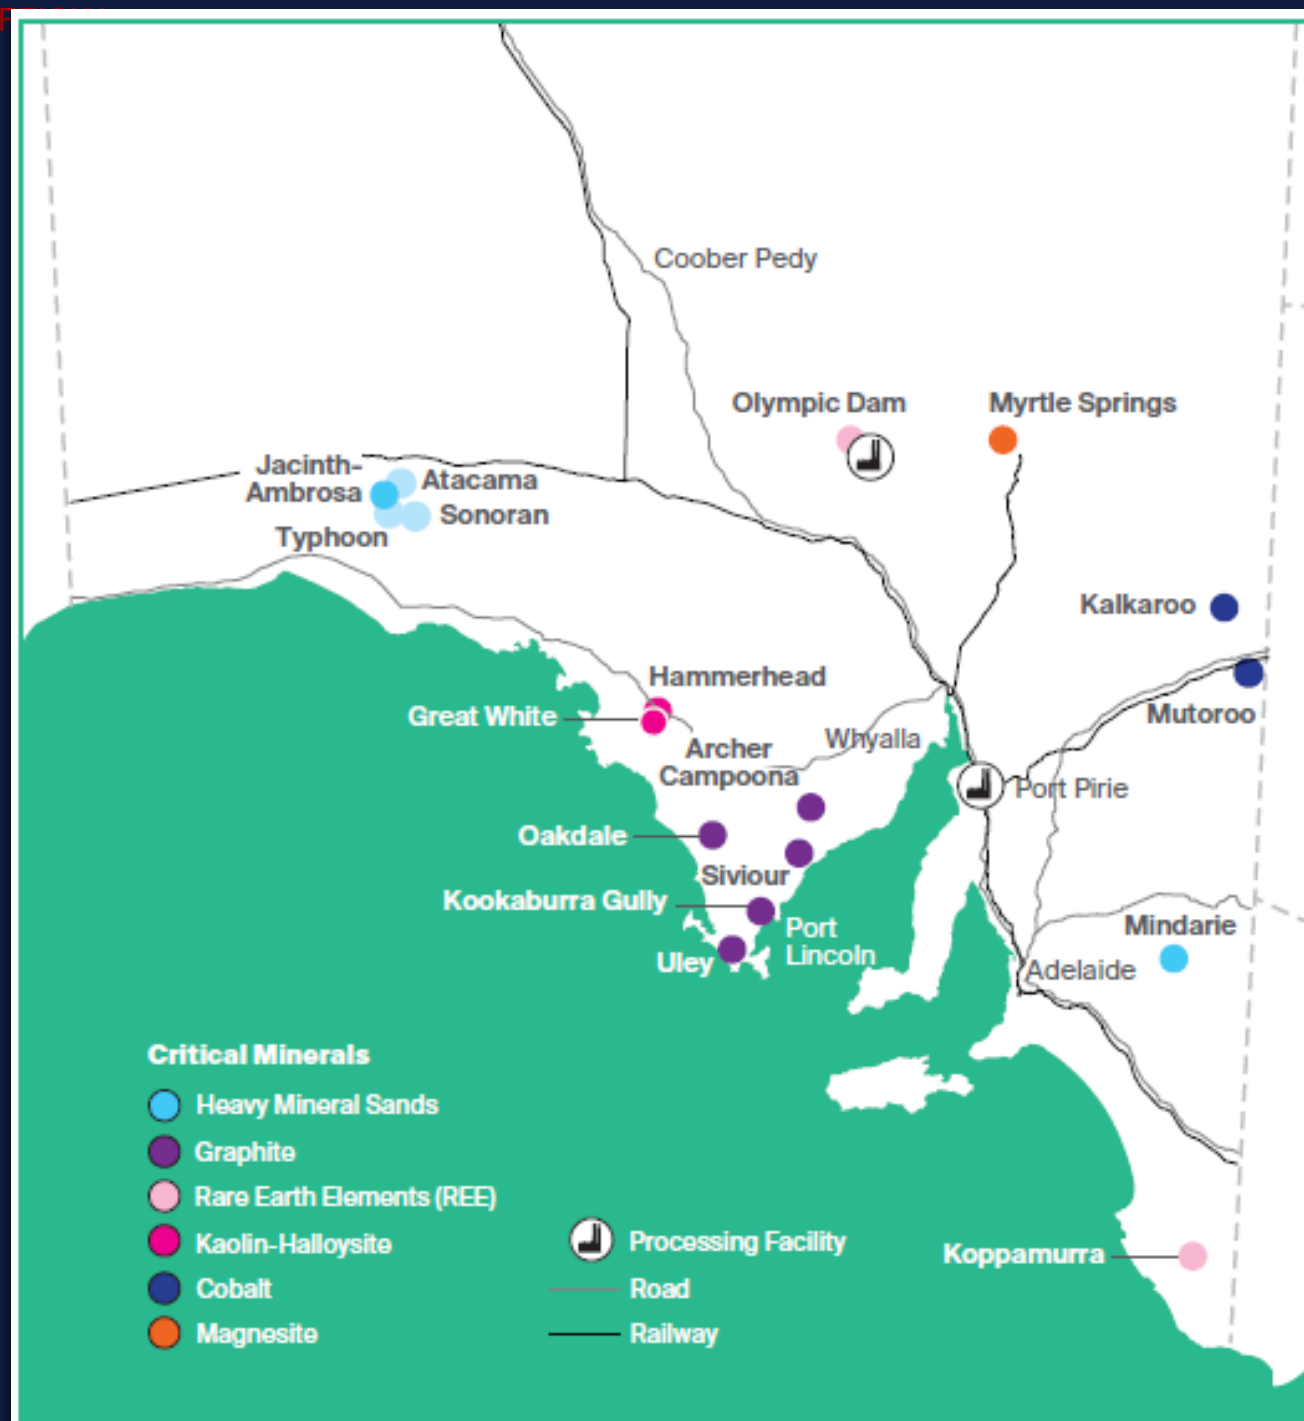 Coober Pedy
Olympic Dam
Myrtle Springs
Jacinth-
Ambrosa
Atacama
Sonoran
Typhoon
Kalkaroo
Hammerhead
Great White
Mutoroo
Archer
Campoona
Whyalla
Port Pirie
Oakdale
Siviour
Kookaburra Gully
Port
Lincoln
Uley
Mindarie
Adelaide
Critical Minerals
Heavy Mineral Sands
Graphite
Rare Earth Elements (REE)
Kaolin-Halloysite
Cobalt
Magnesite
Processing Facility
Road
Railway
Koppamurra